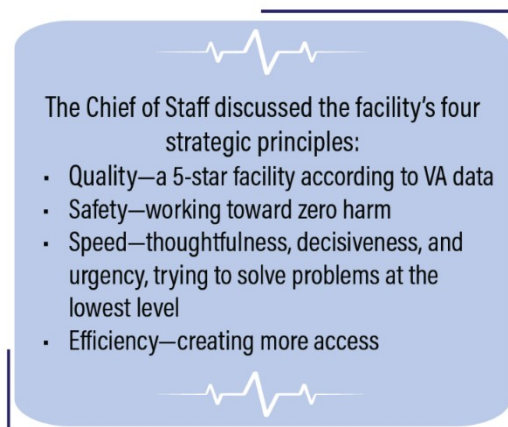 The Chief of Staff discussed the facility's four
strategic principles:
• Quality—a 5-star facility according to VA data
• Safety—working toward zero harm
• Speed—thoughtfulness, decisiveness, and
urgency, trying to solve problems at the
lowest level
• Efficiency—creating more access